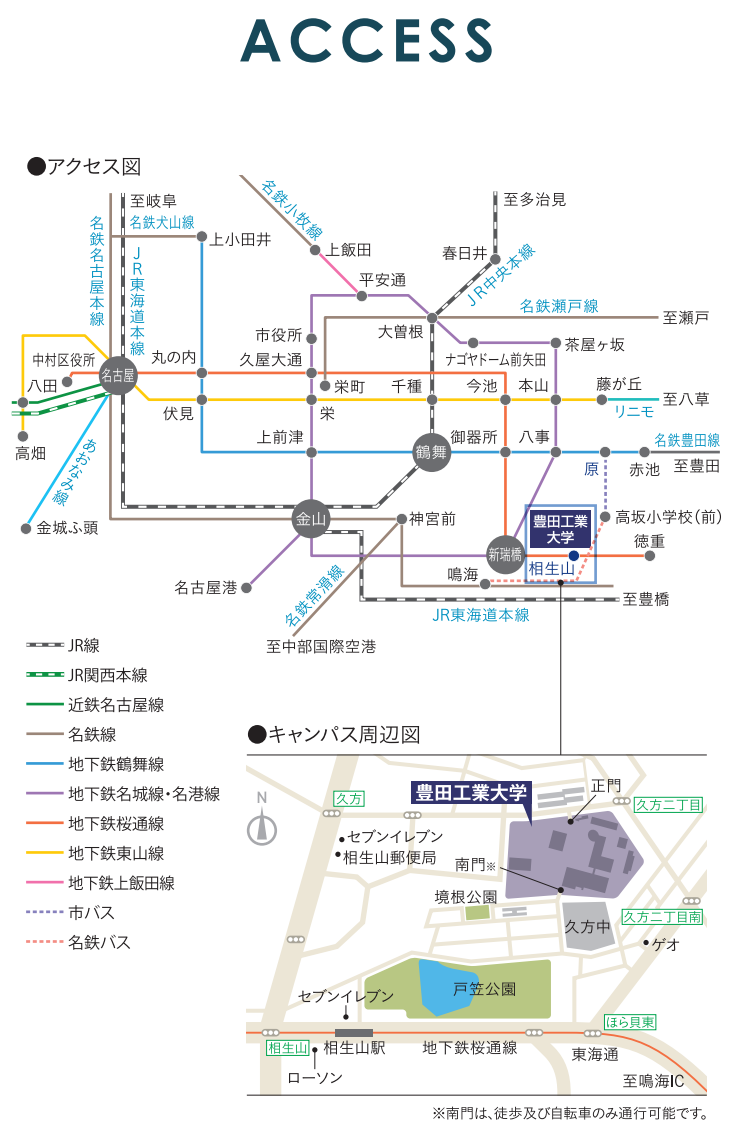 ACCESS
●アクセス図
至岐阜
名鉄犬山線
名鉄名古屋本線
JR東海道本線
上小田井
名鉄小牧線
上飯田
平安通
至多治見
春日井
JR中央本線
名鉄瀬戸線
至瀬戸
大曽根
市役所
ナゴヤドーム前矢田
茶屋ヶ坂
中村区役所
名古屋
丸の内
久屋大通
八田
栄町
千種
今池
本山
藤が丘
至八草
リニモ
伏見
栄
高畑
あおなみ線
上前津
鶴舞
御器所
八事
名鉄豊田線
原
赤池
至豊田
金城ふ頭
金山
神宮前
豊田工業
大学
高坂小学校(前)
新瑞橋
相生山
徳重
名古屋港
鳴海
名鉄常滑線
至豊橋
JR東海道本線
至中部国際空港
JR線
JR関西本線
近鉄名古屋線
名鉄線
地下鉄鶴舞線
地下鉄名城線・名港線
地下鉄桜通線
地下鉄東山線
地下鉄上飯田線
市バス
名鉄バス
●キャンパス周辺図
N
久方
豊田工業大学
正門
久方二丁目
セブンイレブン
相生山郵便局
南門※
境根公園
久方中
久方二丁目南
ゲオ
戸笠公園
セブンイレブン
ほら貝東
相生山
相生山駅
地下鉄桜通線
東海通
ローソン
至鳴海IC
※南門は、徒歩及び自転車のみ通行可能です。